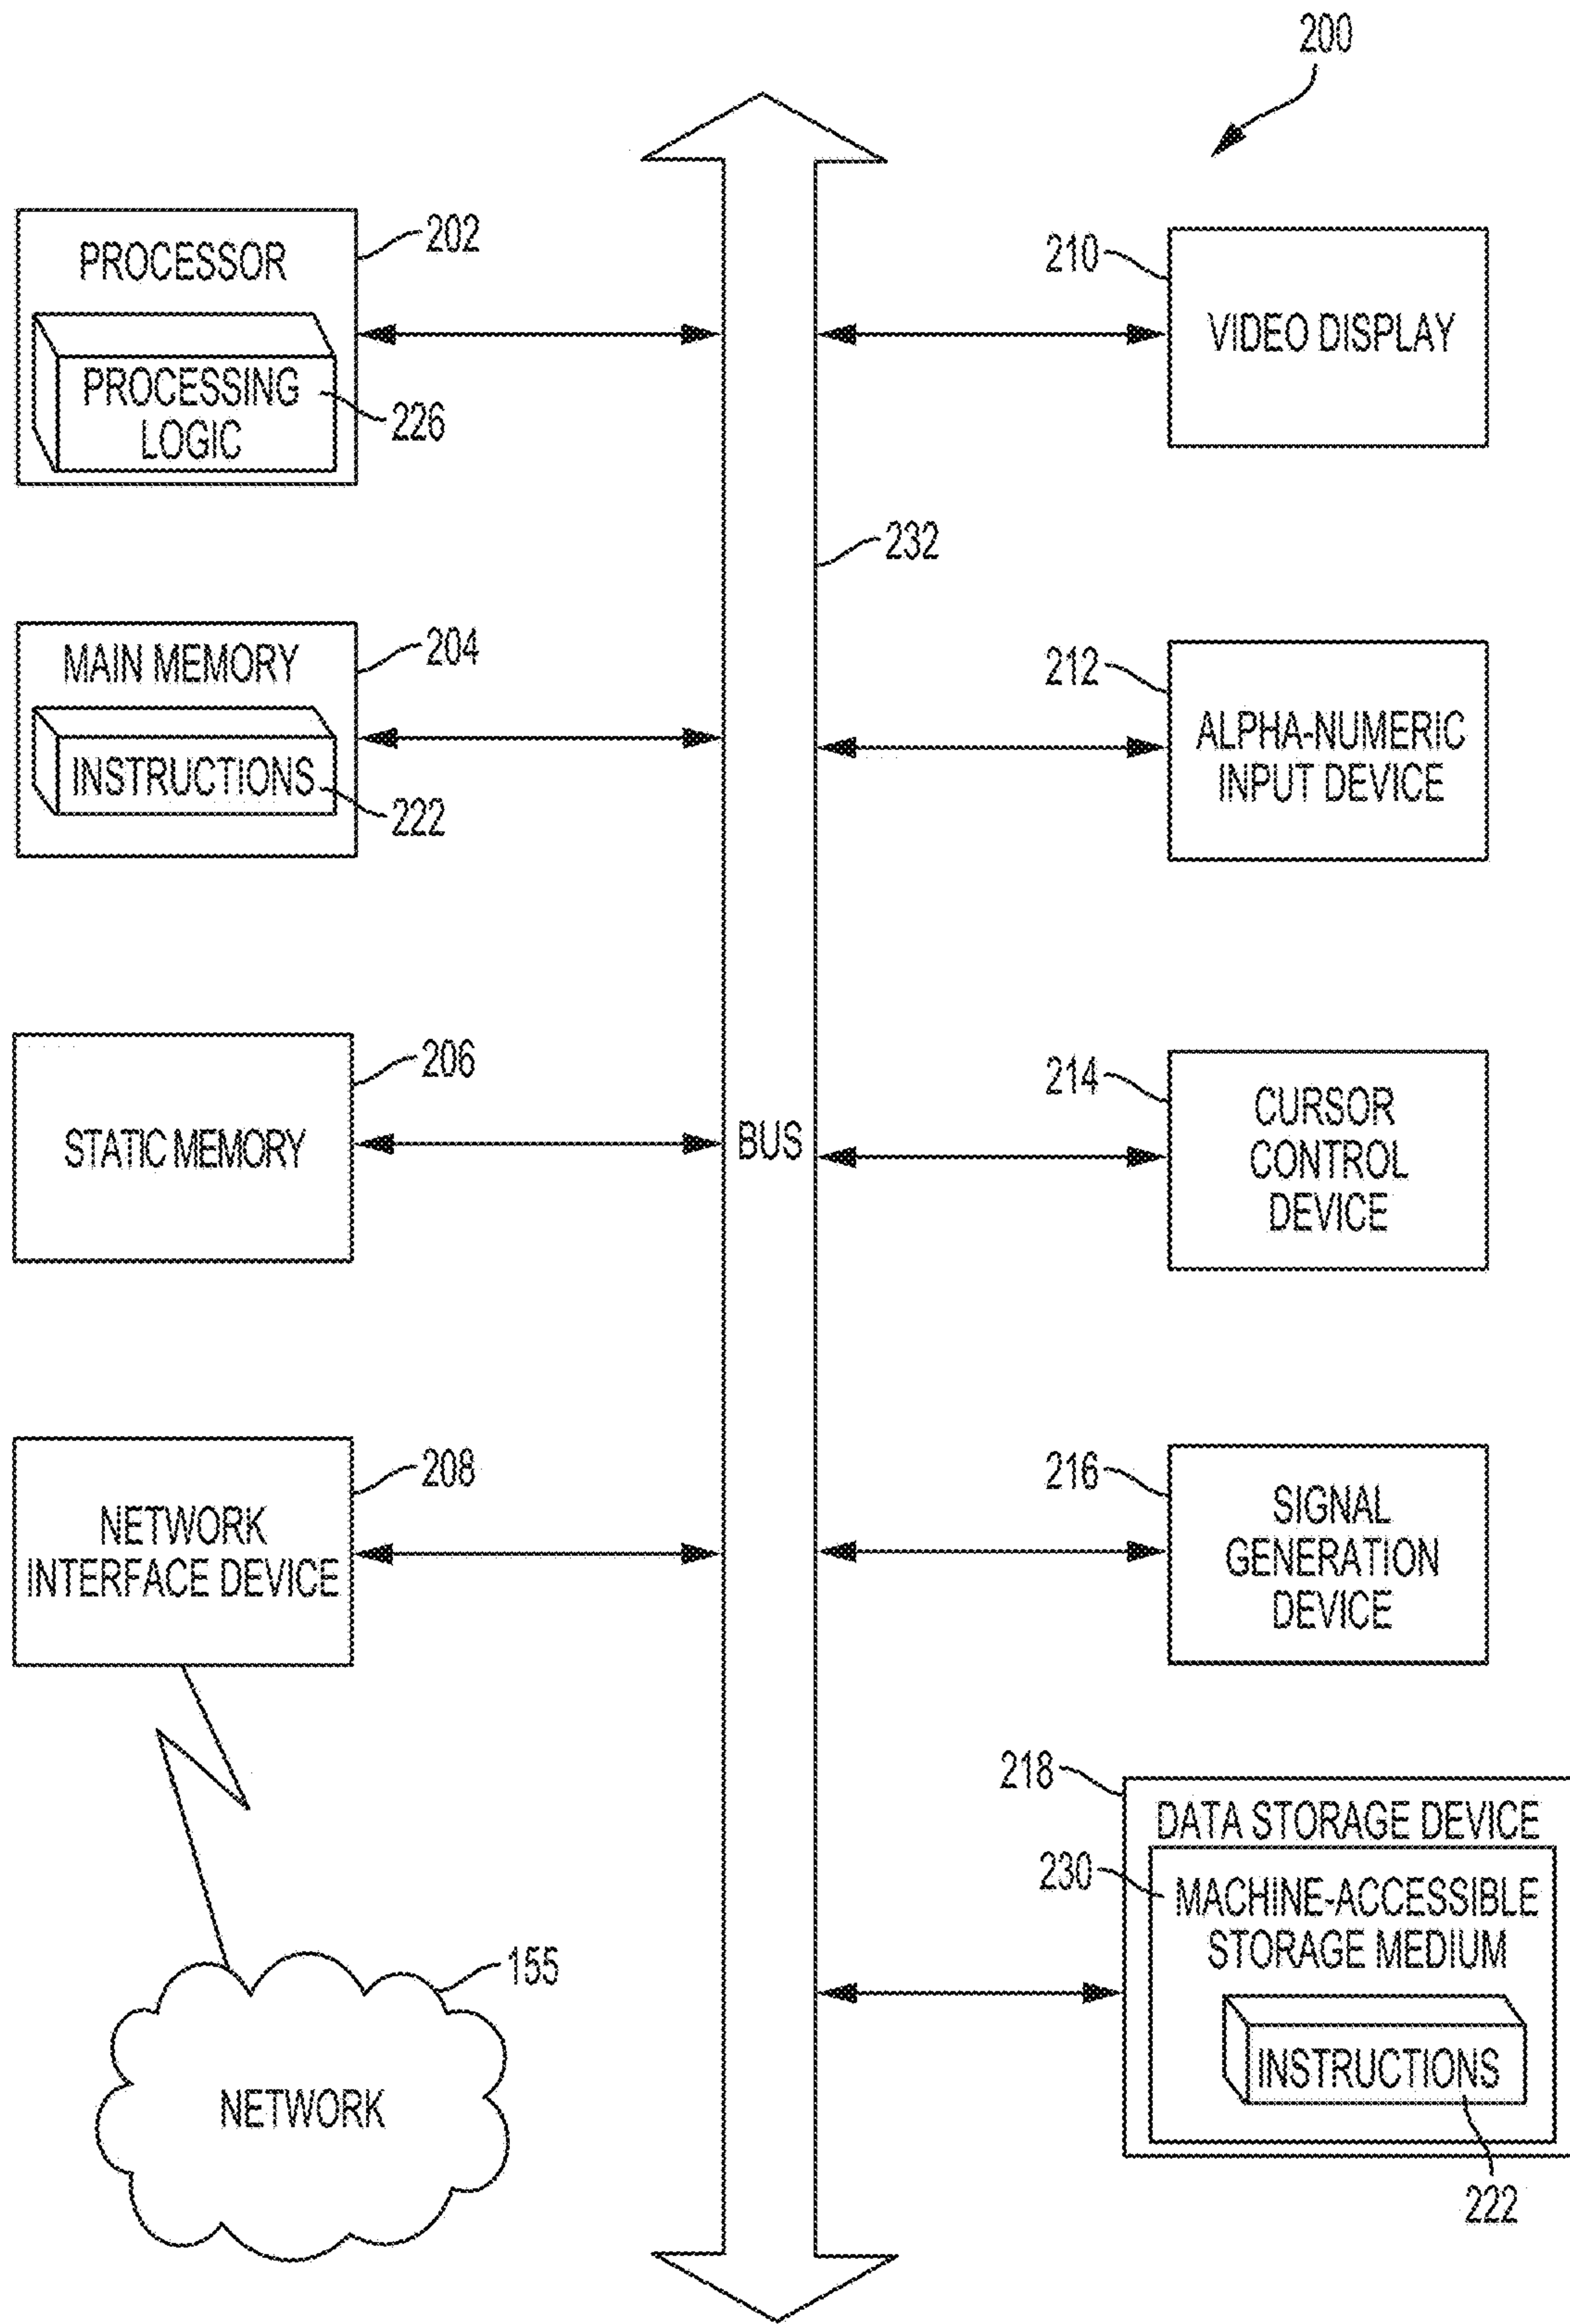 200
PROCESSOR
202
PROCESSING
LOGIC
226
210
VIDEO DISPLAY
232
MAIN MEMORY
204
INSTRUCTIONS
222
212
ALPHA-NUMERIC
INPUT DEVICE
206
STATIC MEMORY
BUS
214
CURSOR
CONTROL
DEVICE
208
NETWORK
INTERFACE DEVICE
216
SIGNAL
GENERATION
DEVICE
218
DATA STORAGE DEVICE
230
MACHINE-ACCESSIBLE
STORAGE MEDIUM
INSTRUCTIONS
222
155
NETWORK